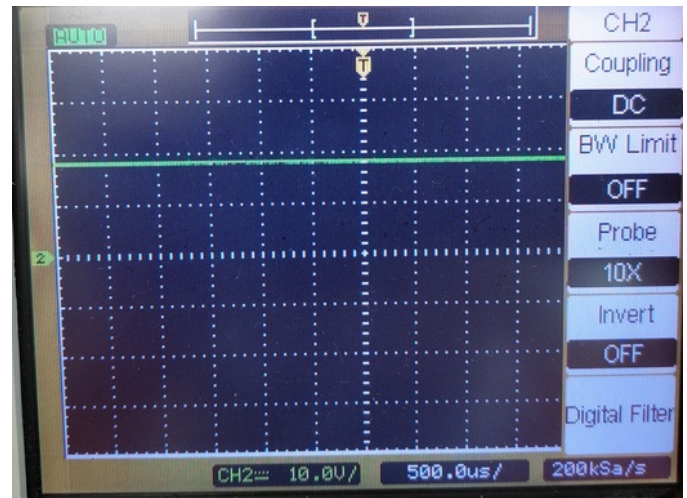 T
AUTO
CH2
T
Coupling
DC
BW Limit
OFF
Probe
10X
2
Invert
OFF
Digital Filter
CH2 10.0V/ 500.0us/ 200kSa/s